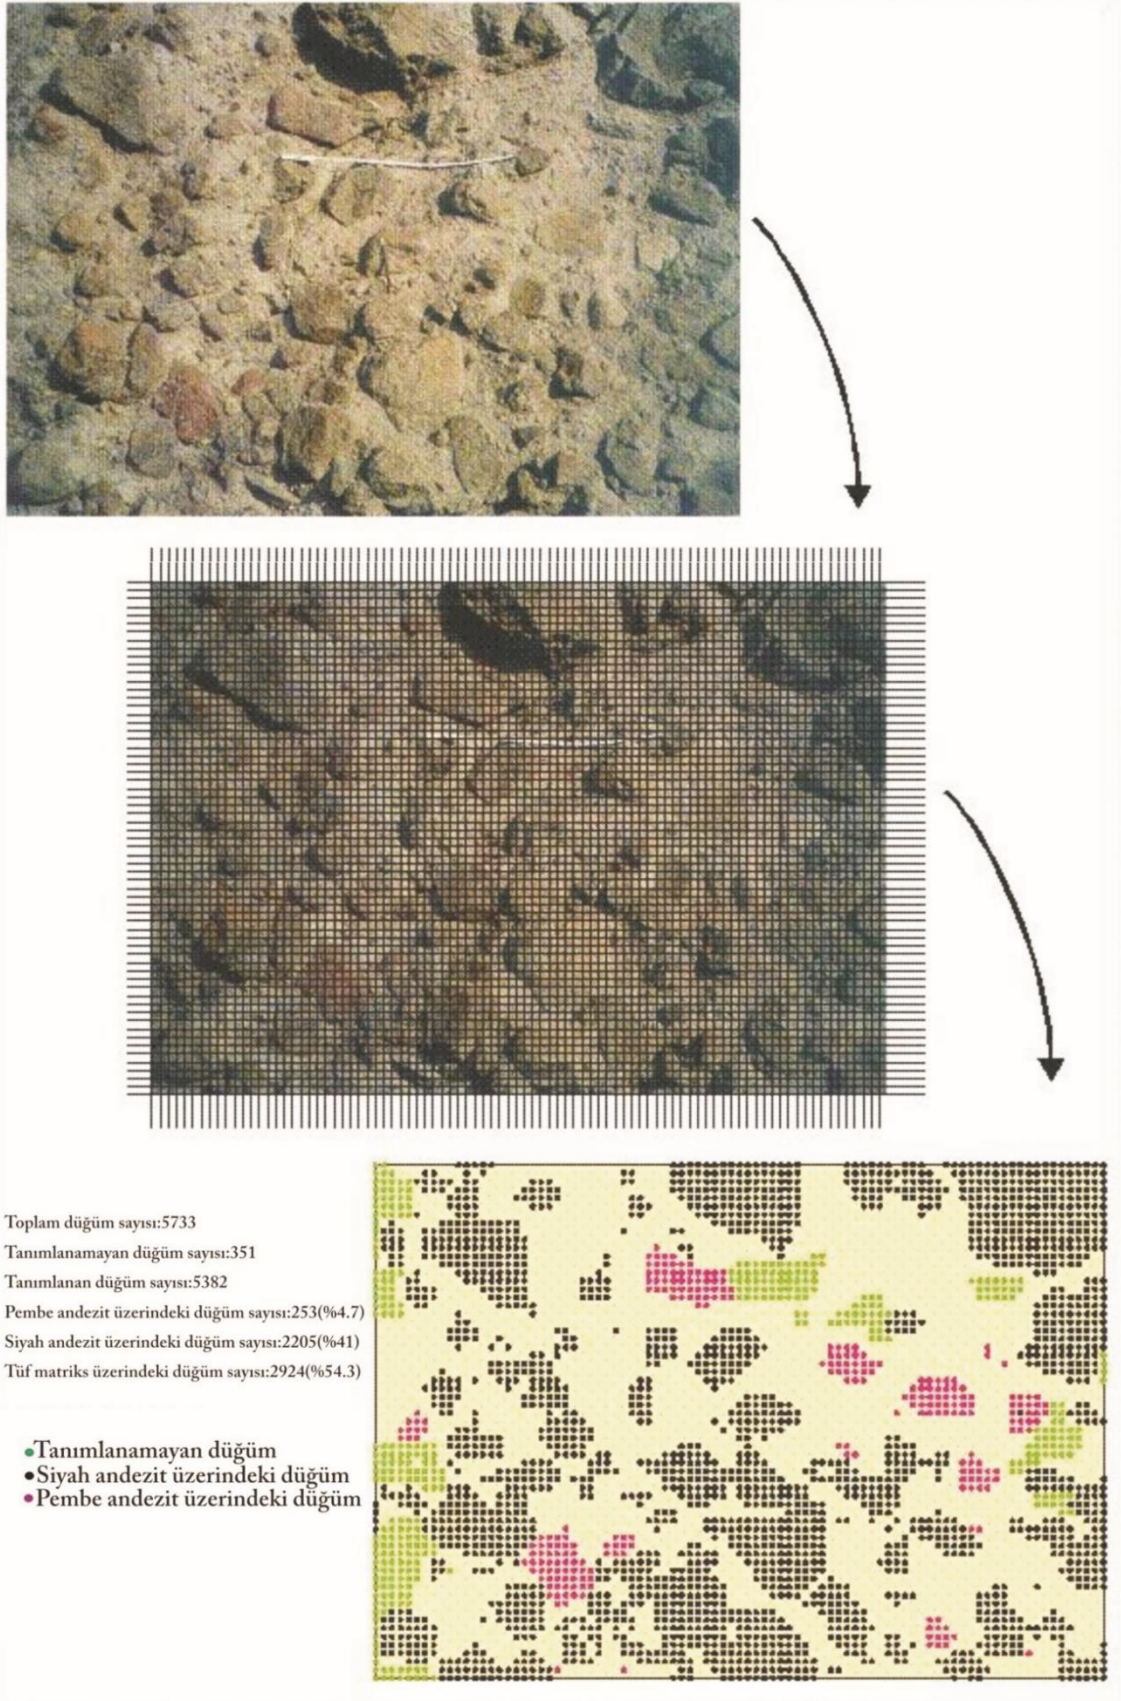 Toplam düğüm sayısı:5733
Tanımlanamayan düğüm sayısı:351
Tanımlanan düğüm sayısı:5382
Pembe andezit üzerindeki düğüm sayısı:253(%4.7)
Siyah andezit üzerindeki düğüm sayısı:2205(%41)
Tüf matriks üzerindeki düğüm sayısı:2924(%54.3)
Tanımlanamayan düğüm
Siyah andezit üzerindeki düğüm
Pembe andezit üzerindeki düğüm